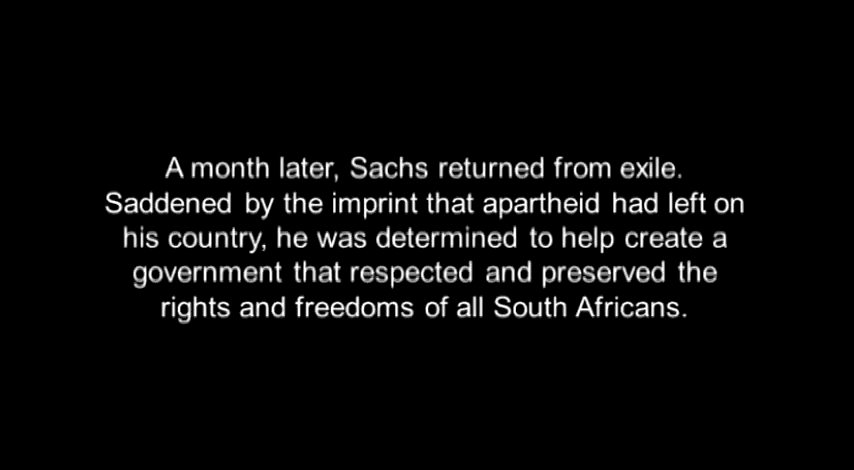 A month later, Sachs returned from exile.
Saddened by the imprint that apartheid had left on
his country, he was determined to help create a
government that respected and preserved the
rights and freedoms of all South Africans.